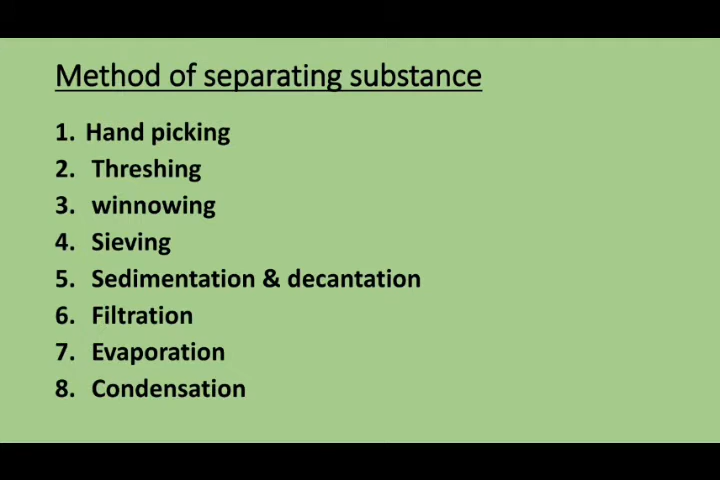 Method of separating substance
1. Hand picking
2. Threshing
3. winnowing
4. Sieving
5. Sedimentation & decantation
6. Filtration
7. Evaporation
8. Condensation